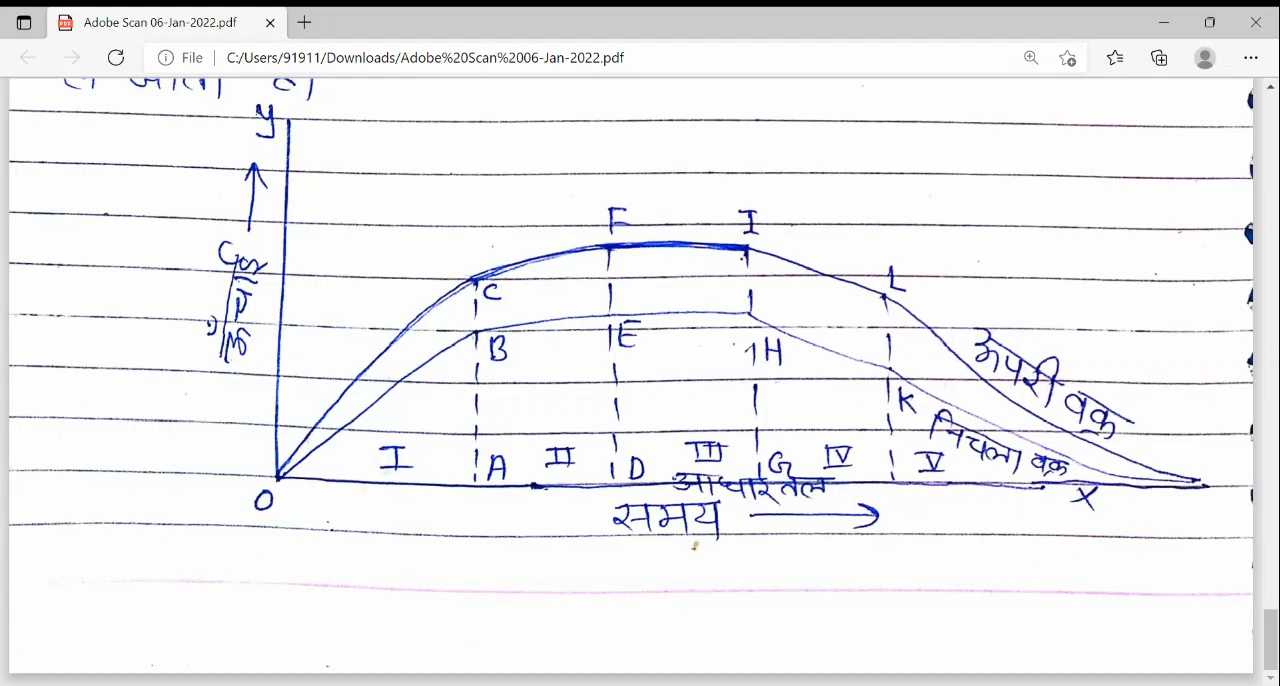 Adobe Scan 06-Jan-2022.pdf
File
C:/Users/91911/Downloads/Adobe%20Scan%2006-Jan-2022.pdf
y
F I
C L
B E H
K
ऊपरी वक्र
निचला वक्र
I A II D III G IV V
आधार तल
O X
समय